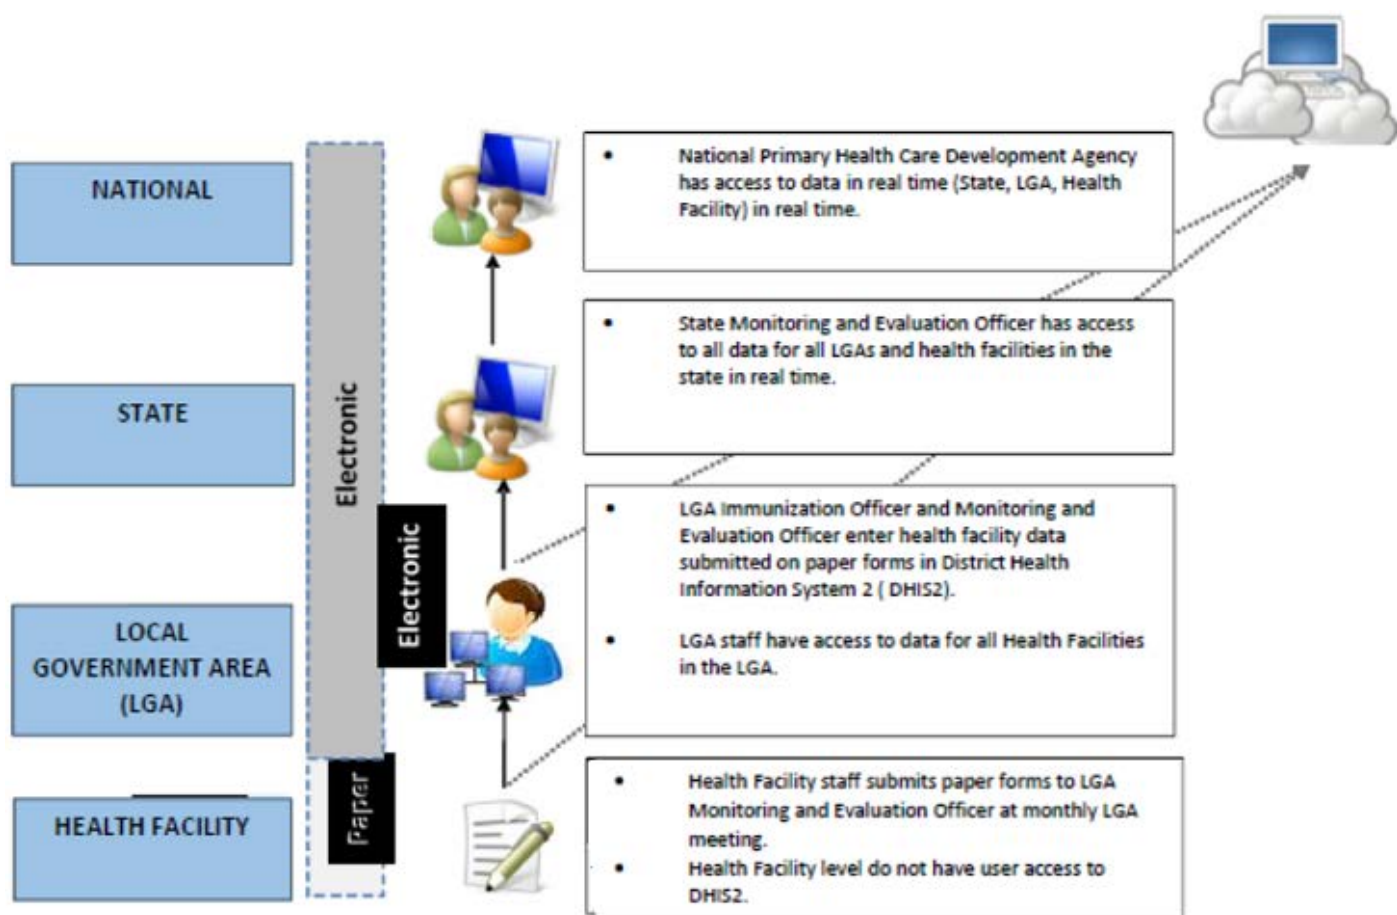 NATIONAL
• National Primary Health Care Development Agency
has access to data in real time (State, LGA, Health
Facility) in real time.
STATE
• State Monitoring and Evaluation Officer has access
to all data for all LGAs and health facilities in the
state in real time.
Electronic
Electronic
LOCAL
GOVERNMENT AREA
(LGA)
• LGA Immunization Officer and Monitoring and
Evaluation Officer enter health facility data
submitted on paper forms in District Health
Information System 2 ( DHIS2).
• LGA staff have access to data for all Health Facilities
in the LGA.
Paper
HEALTH FACILITY
• Health Facility staff submits paper forms to LGA
Monitoring and Evaluation Officer at monthly LGA
meeting.
• Health Facility level do not have user access to
DHIS2.